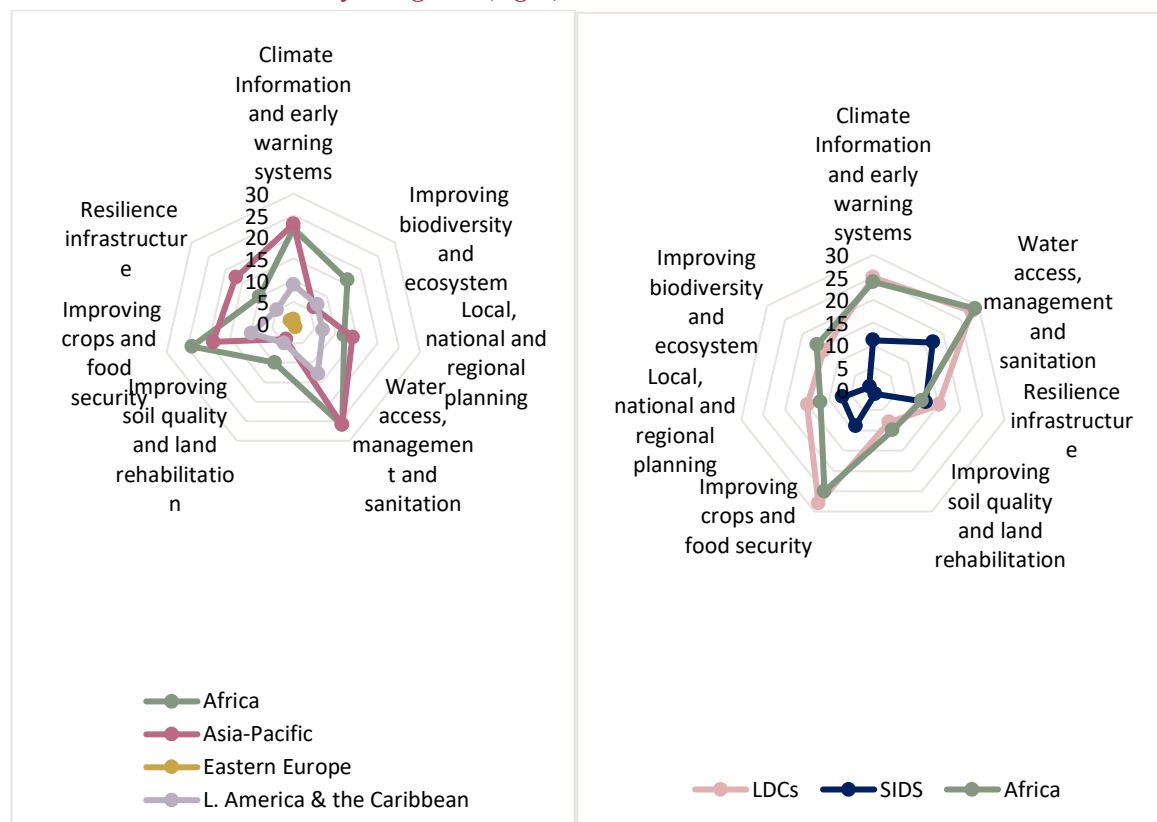 Climate
Information
and early
warning
systems
Improving
biodiversity
and
ecosystem
Local,
national and
regional
planning
Water
access,
managemen
t and
sanitation
Improving
soil quality
and land
rehabilitatio
n
Improving
crops and
food
security
Resilience
infrastructur
e
30
25
20
15
10
5
0
Africa
Asia-Pacific
Eastern Europe
L. America & the Caribbean
Climate
Information
and early
warning
systems
Water
access,
management
and
sanitation
Resilience
infrastructur
e
Improving
soil quality
and land
rehabilitation
Improving
crops and
food security
Local,
national and
regional
planning
Improving
biodiversity
and
ecosystem
30
25
20
15
10
5
0
LDCs
SIDS
Africa